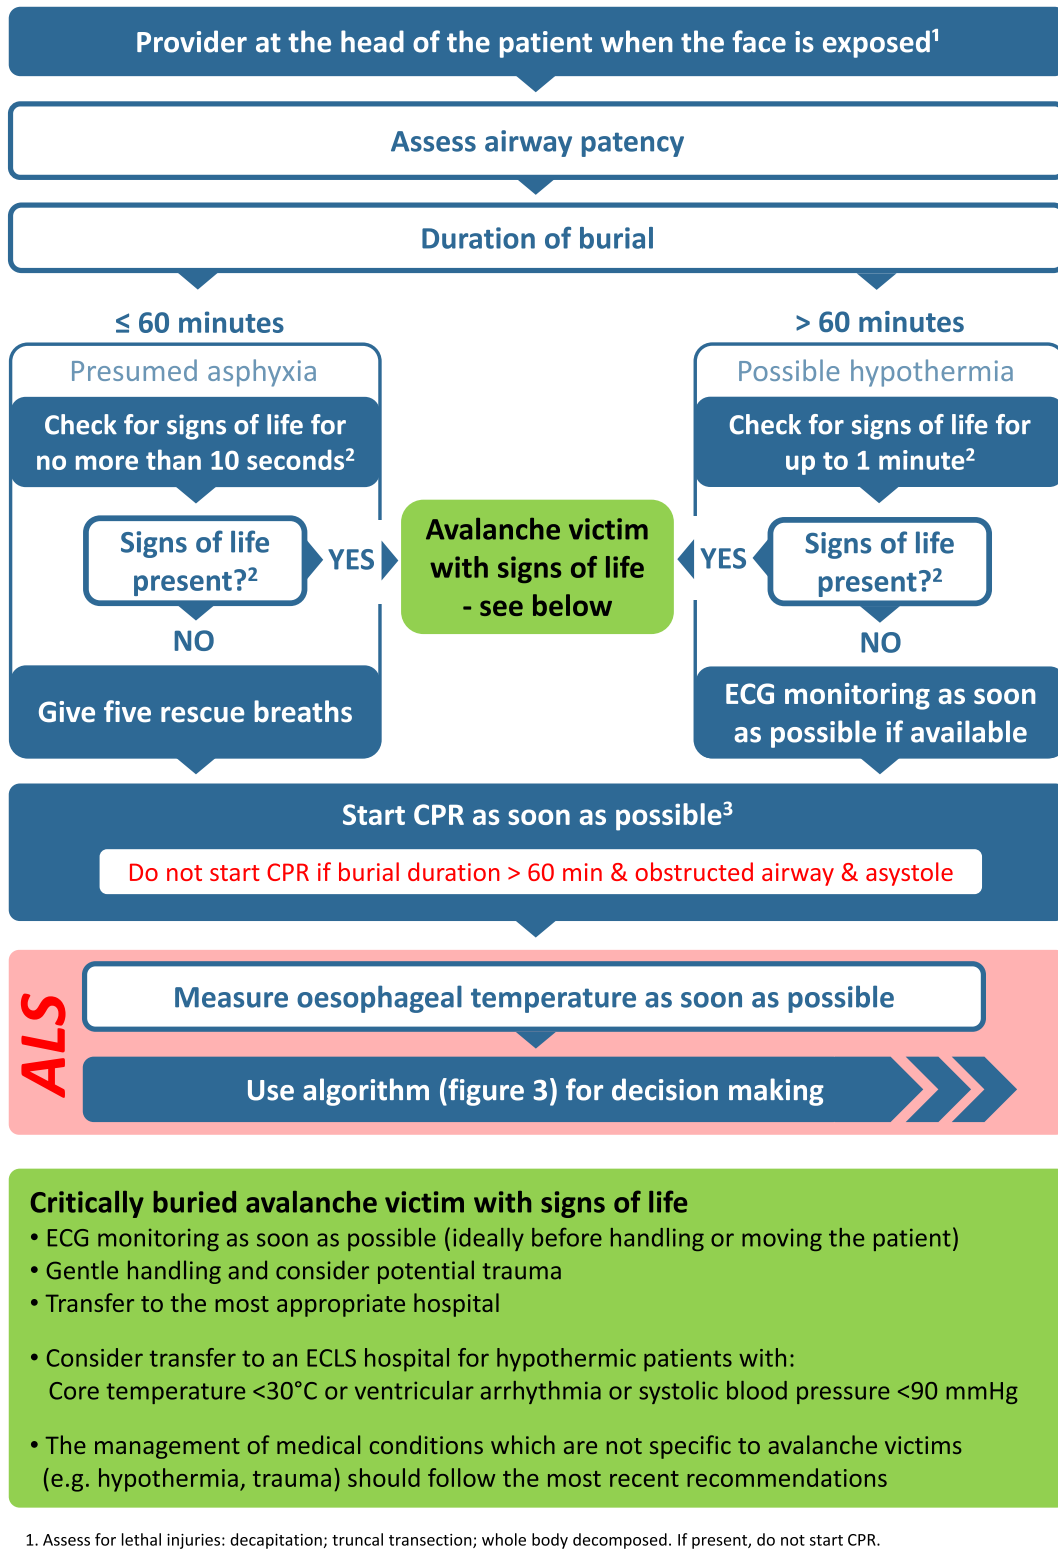 Provider at the head of the patient when the face is exposed¹
Assess airway patency
Duration of burial
≤ 60 minutes
Presumed asphyxia
Check for signs of life for
no more than 10 seconds²
Signs of life
present?²
YES
NO
Give five rescue breaths
Avalanche victim
with signs of life
- see below
> 60 minutes
Possible hypothermia
Check for signs of life for
up to 1 minute²
Signs of life
present?²
YES
NO
ECG monitoring as soon
as possible if available
Start CPR as soon as possible³
Do not start CPR if burial duration > 60 min & obstructed airway & asystole
ALS
Measure oesophageal temperature as soon as possible
Use algorithm (figure 3) for decision making
Critically buried avalanche victim with signs of life
• ECG monitoring as soon as possible (ideally before handling or moving the patient)
• Gentle handling and consider potential trauma
• Transfer to the most appropriate hospital
• Consider transfer to an ECLS hospital for hypothermic patients with:
Core temperature <30°C or ventricular arrhythmia or systolic blood pressure <90 mmHg
• The management of medical conditions which are not specific to avalanche victims
(e.g. hypothermia, trauma) should follow the most recent recommendations
1. Assess for lethal injuries: decapitation; truncal transection; whole body decomposed. If present, do not start CPR.